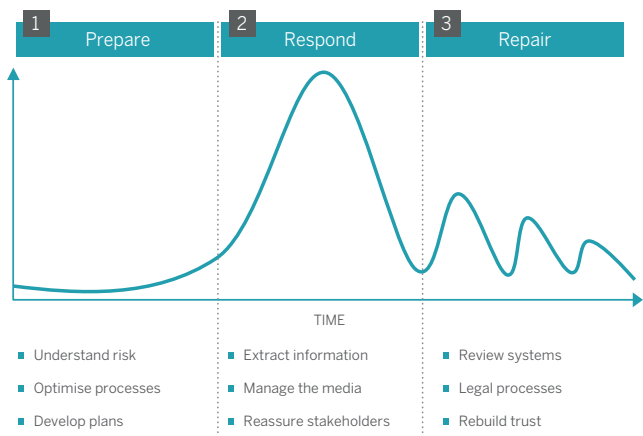 1
Prepare
2
Respond
3
Repair
TIME
Understand risk
Optimise processes
Develop plans
Extract information
Manage the media
Reassure stakeholders
Review systems
Legal processes
Rebuild trust